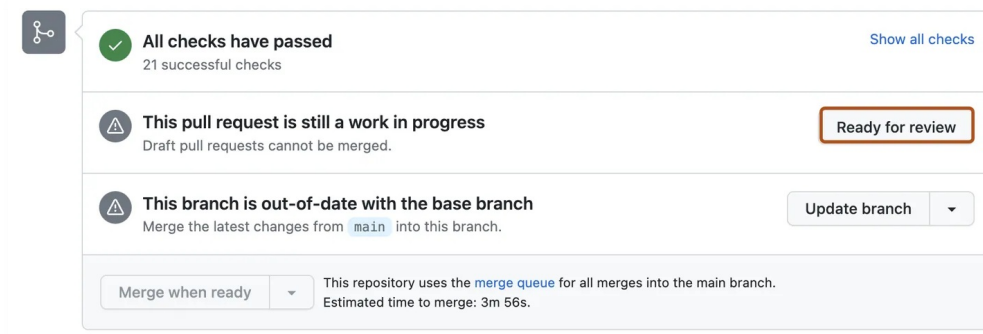 All checks have passed
Show all checks
21 successful checks
This pull request is still a work in progress
Ready for review
Draft pull requests cannot be merged.
This branch is out-of-date with the base branch
Update branch
Merge the latest changes from main into this branch.
Merge when ready
This repository uses the merge queue for all merges into the main branch.
Estimated time to merge: 3m 56s.